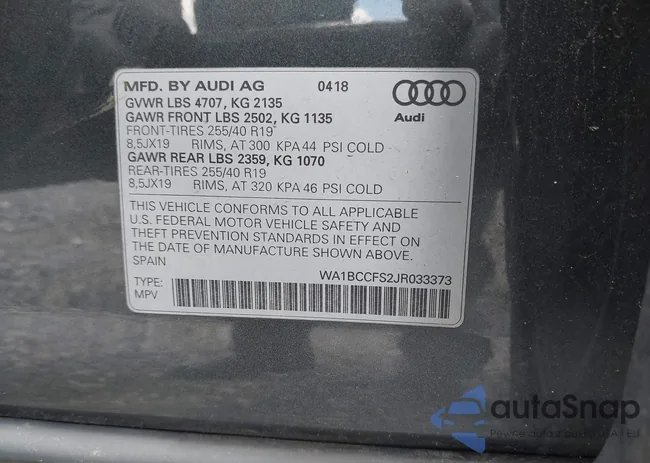 MFD. BY AUDI AG 0418
GVWR LBS 4707, KG 2135
GAWR FRONT LBS 2502, KG 1135
FRONT-TIRES 255/40 R19
8,5JX19 RIMS, AT 300 KPA 44 PSI COLD
GAWR REAR LBS 2359, KG 1070
REAR-TIRES 255/40 R19
8,5JX19 RIMS, AT 320 KPA 46 PSI COLD
Audi
THIS VEHICLE CONFORMS TO ALL APPLICABLE
U.S. FEDERAL MOTOR VEHICLE SAFETY AND
THEFT PREVENTION STANDARDS IN EFFECT ON
THE DATE OF MANUFACTURE SHOWN ABOVE.
SPAIN
WA1BCCFS2JR033373
TYPE:
MPV
autoSnap